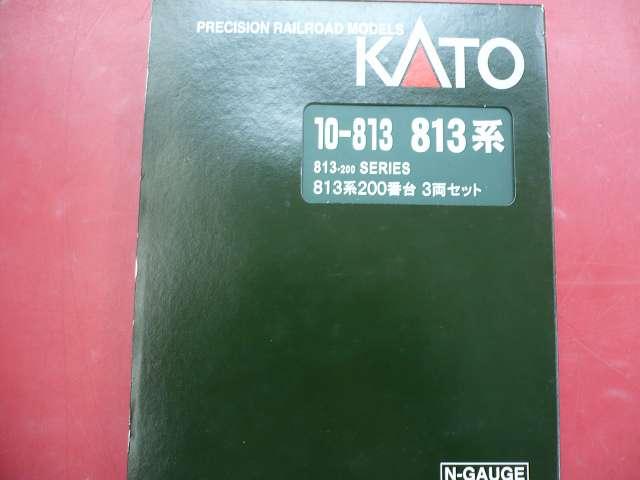 PRECISION RAILROAD MODELS
KATO
10-813 813系
813-200 SERIES
813系200番台 3両セット
N-GAUGE